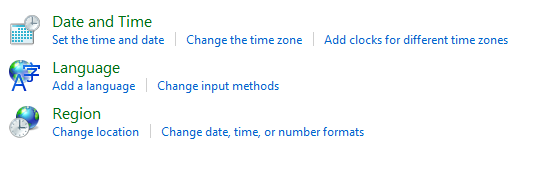 Date and Time
Set the time and date | Change the time zone | Add clocks for different time zones
Language
Add a language | Change input methods
Region
Change location | Change date, time, or number formats